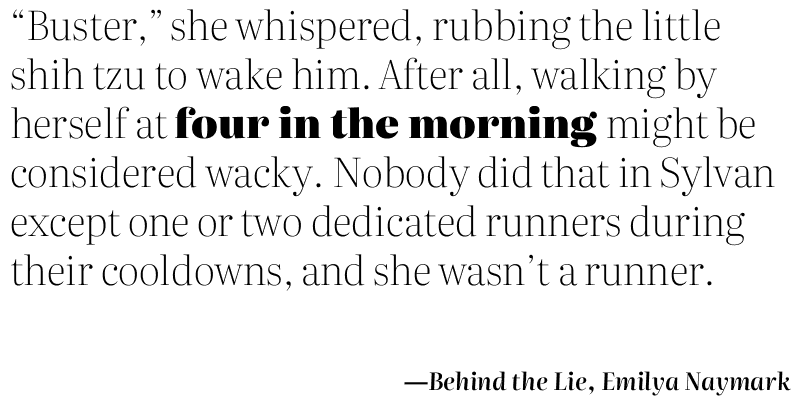 “Buster,” she whispered, rubbing the little
shih tzu to wake him. After all, walking by
herself at four in the morning might be
considered wacky. Nobody did that in Sylvan
except one or two dedicated runners during
their cooldowns, and she wasn’t a runner.
—Behind the Lie, Emilya Naymark